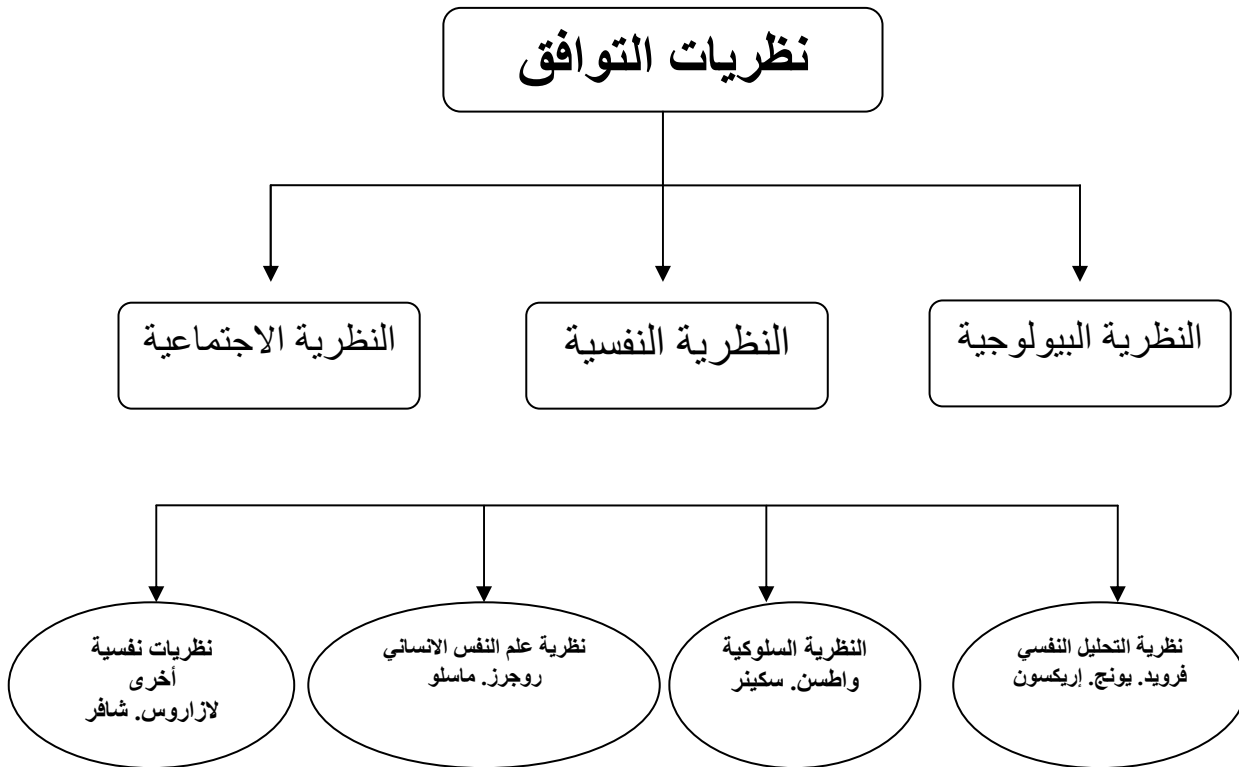 نظريات التوافق
النظرية البيولوجية
النظرية النفسية
النظرية الاجتماعية
نظرية التحليل النفسي
فرويد. يونج. إريكسون
النظرية السلوكية
واطسن. سكينر
نظرية علم النفس الانساني
روجرز. ماسلو
نظريات نفسية
أخرى
لازاروس. شافر